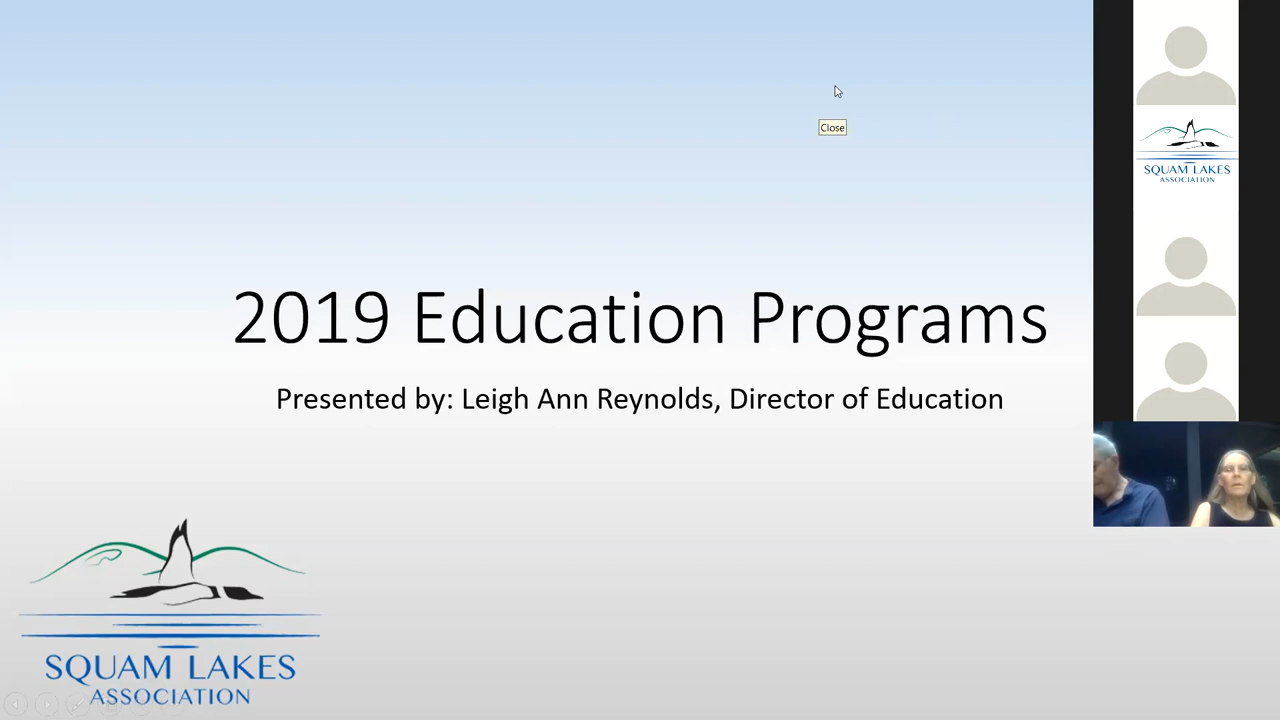 Close
2019 Education Programs
Presented by: Leigh Ann Reynolds, Director of Education
SQUAM LAKES
ASSOCIATION
SQUAM LAKES
ASSOCIATION